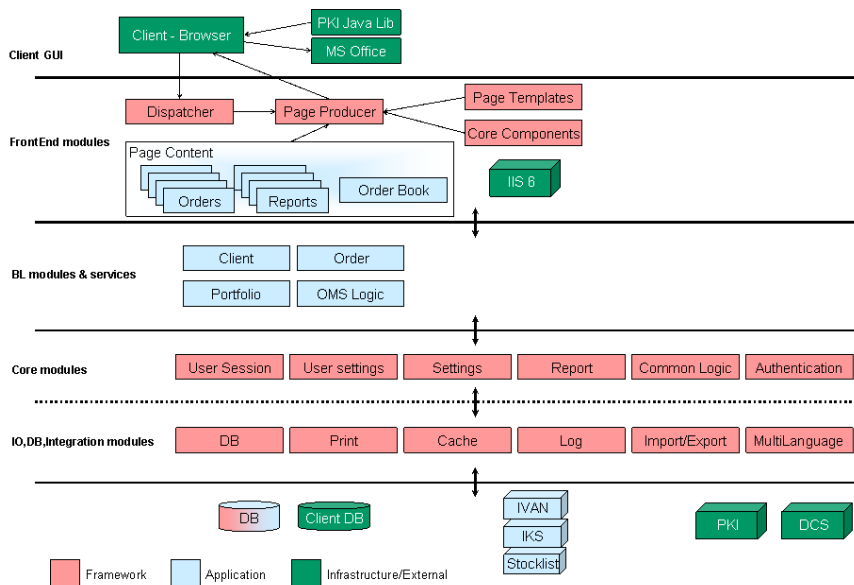 PKI Java Lib
Client - Browser
MS Office
Client GUI
Page Templates
Dispatcher
Page Producer
Core Components
FrontEnd modules
Page Content
Orders
Reports
Order Book
IIS 6
Client
Order
BL modules & services
Portfolio
OMS Logic
Core modules
User Session
User settings
Settings
Report
Common Logic
Authentication
IO,DB,Integration modules
DB
Print
Cache
Log
Import/Export
MultiLanguage
DB
Client DB
IVAN
IKS
Stocklist
PKI
DCS
Framework
Application
Infrastructure/External